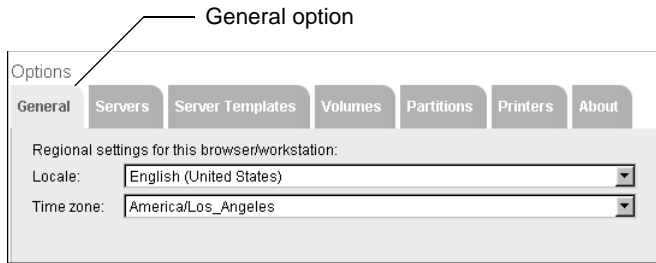 General option
Options
General Servers Server Templates Volumes Partitions Printers About
Regional settings for this browser/workstation:
Locale: English (United States)
Time zone: America/Los_Angeles